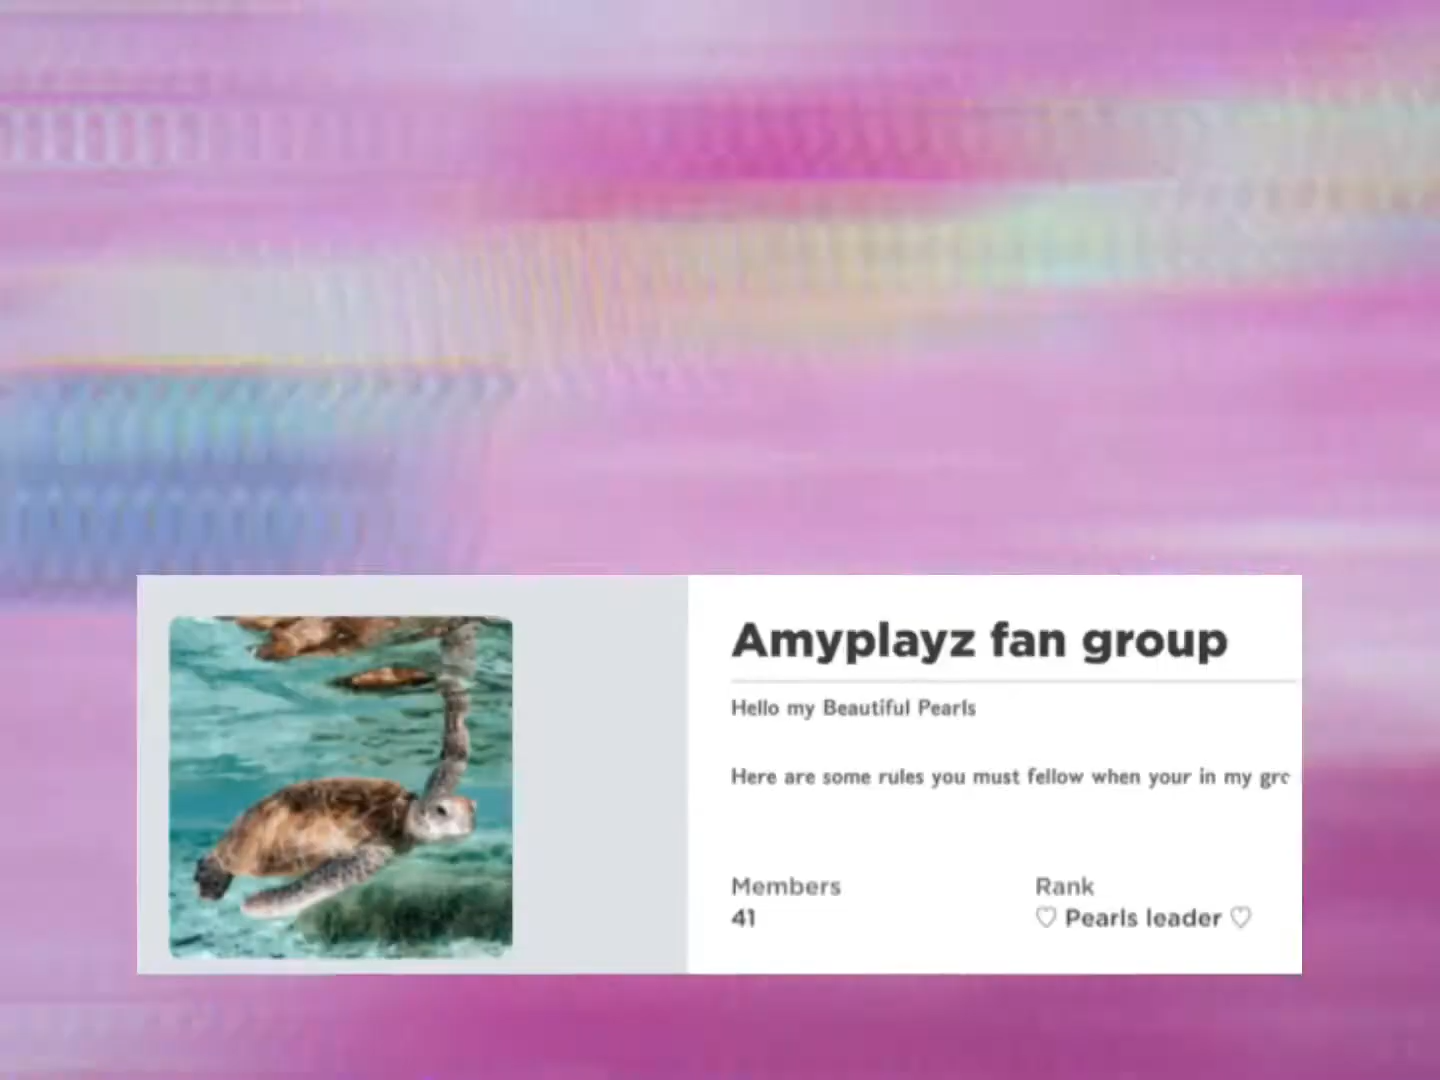 Amyplayz fan group
Hello my Beautiful Pearls
Here are some rules you must fellow when your in my grc
Members
Rank
41
♡ Pearls leader ♡